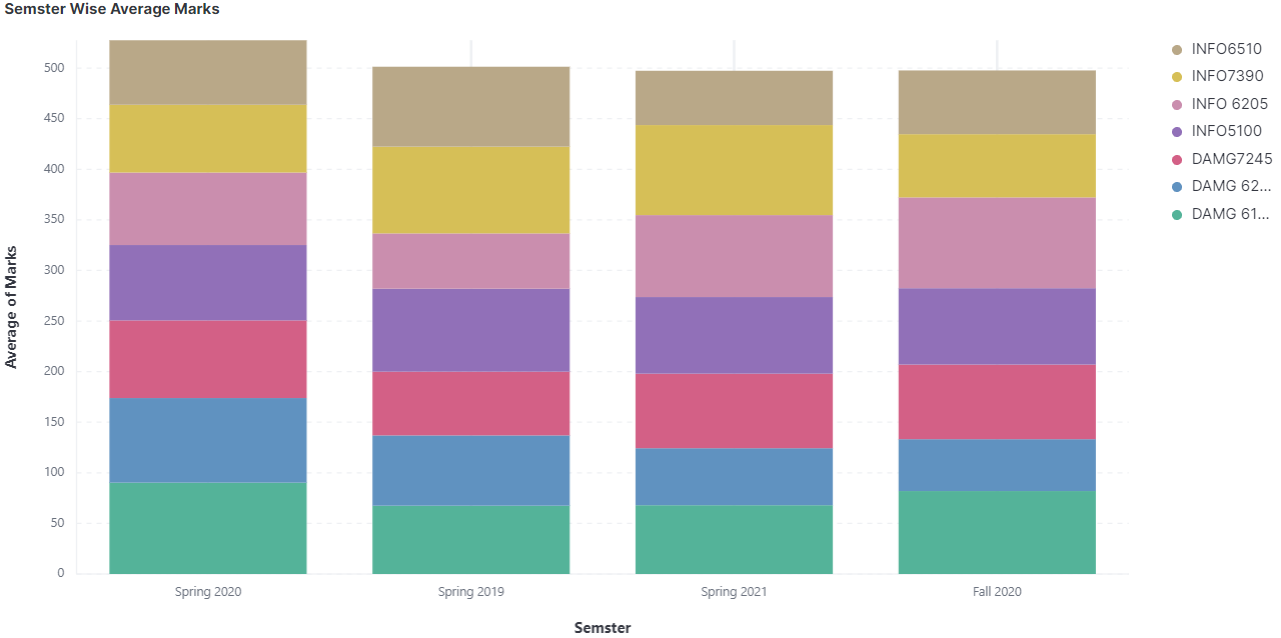 Semster Wise Average Marks
500
450
400
350
300
250
200
150
100
50
0
Average of Marks
Spring 2020
Spring 2019
Spring 2021
Fall 2020
Semster
INFO6510
INFO7390
INFO 6205
INFO5100
DAMG7245
DAMG 62...
DAMG 61...